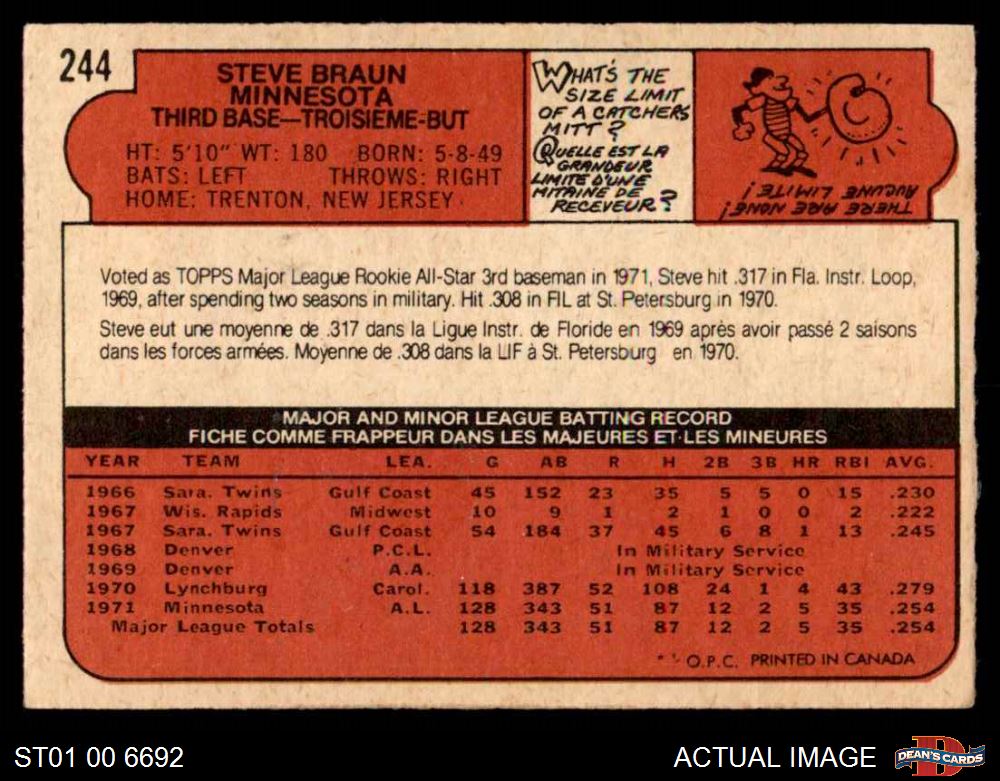 244
STEVE BRAUN
MINNESOTA
THIRD BASE—TROISIEME-BUT
HT: 5'10" WT: 180 BORN: 5-8-49
BATS: LEFT THROWS: RIGHT
HOME: TRENTON, NEW JERSEY
WHAT'S THE
SIZE LIMIT
OF A CATCHERS
MITT?
QUELLE EST LA
GRANDEUR
LIMITE D'UNE
MITAINE DE
RECEVEUR?
THERE ARE NONE!
AUCUNE LIMITE!
Voted as TOPPS Major League Rookie All-Star 3rd baseman in 1971, Steve hit .317 in Fla. Instr. Loop,
1969, after spending two seasons in military. Hit .308 in FIL at St. Petersburg in 1970.
Steve eut une moyenne de .317 dans la Ligue Instr. de Floride en 1969 après avoir passé 2 saisons
dans les forces armées. Moyenne de .308 dans la LIF à St. Petersburg en 1970.
MAJOR AND MINOR LEAGUE BATTING RECORD
FICHE COMME FRAPPEUR DANS LES MAJEURES ET LES MINEURES
YEAR TEAM LEA. G AB R H 2B 3B HR RBI AVG.
1966 Sara. Twins Gulf Coast 45 152 23 35 5 5 0 15 .230
1967 Wis. Rapids Midwest 10 9 1 2 1 0 0 2 .222
1967 Sara. Twins Gulf Coast 54 184 37 45 6 8 1 13 .245
1968 Denver P.C.L. In Military Service
1969 Denver A.A. In Military Service
1970 Lynchburg Carol. 118 387 52 108 24 1 4 43 .279
1971 Minnesota A.L. 128 343 51 87 12 2 5 35 .254
Major League Totals 128 343 51 87 12 2 5 35 .254
* O.P.C. PRINTED IN CANADA
ST01 00 6692
ACTUAL IMAGE
DEAN'S CARDS